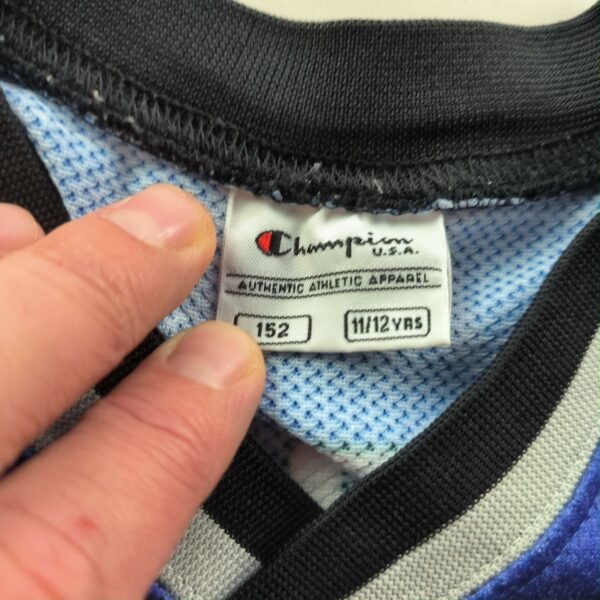 Champion
U.S.A.
AUTHENTIC ATHLETIC APPAREL
152 11/12 YRS